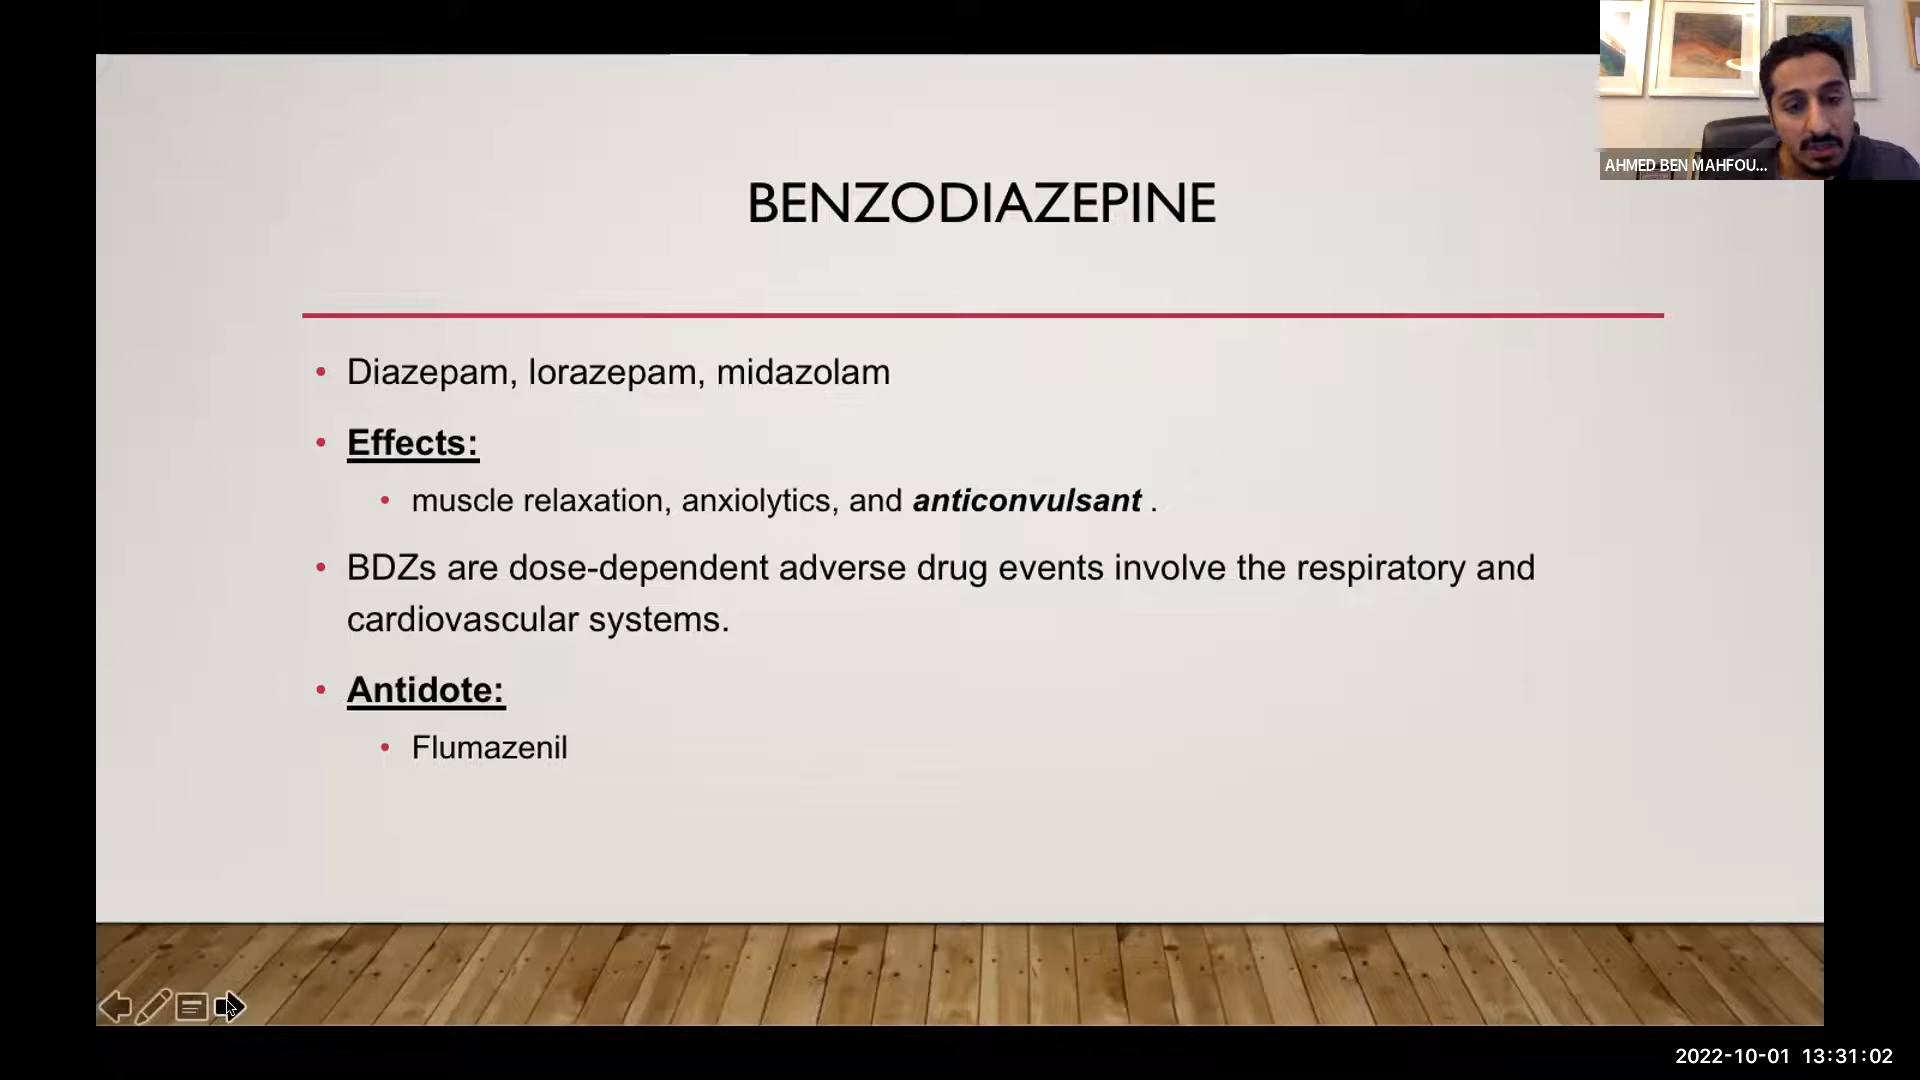 AHMED BEN MAHFOU...
BENZODIAZEPINE
• Diazepam, lorazepam, midazolam
• Effects:
• muscle relaxation, anxiolytics, and anticonvulsant .
• BDZs are dose-dependent adverse drug events involve the respiratory and
cardiovascular systems.
• Antidote:
• Flumazenil
2022-10-01 13:31:02